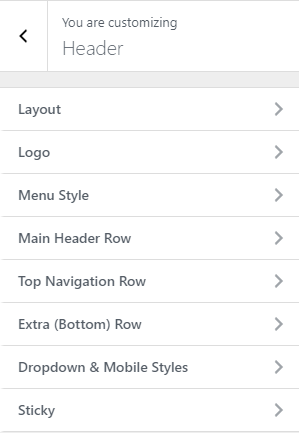 You are customizing
Header
Layout
Logo
Menu Style
Main Header Row
Top Navigation Row
Extra (Bottom) Row
Dropdown & Mobile Styles
Sticky